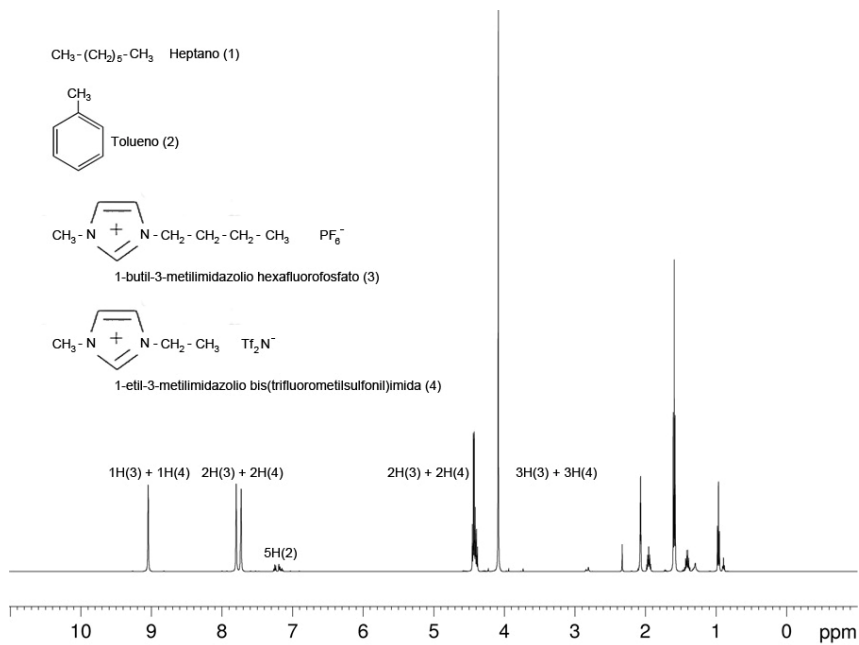 CH₃-(CH₂)₅-CH₃ Heptano (1)
CH₃
Tolueno (2)
CH₃-N + N-CH₂-CH₂-CH₂-CH₃ PF₆⁻
1-butil-3-metilimidazolio hexafluorofosfato (3)
CH₃-N + N-CH₂-CH₃ Tf₂N⁻
1-etil-3-metilimidazolio bis(trifluorometilsulfonil)imida (4)
1H(3) + 1H(4) 2H(3) + 2H(4) 2H(3) + 2H(4) 3H(3) + 3H(4)
5H(2)
10 9 8 7 6 5 4 3 2 1 0 ppm